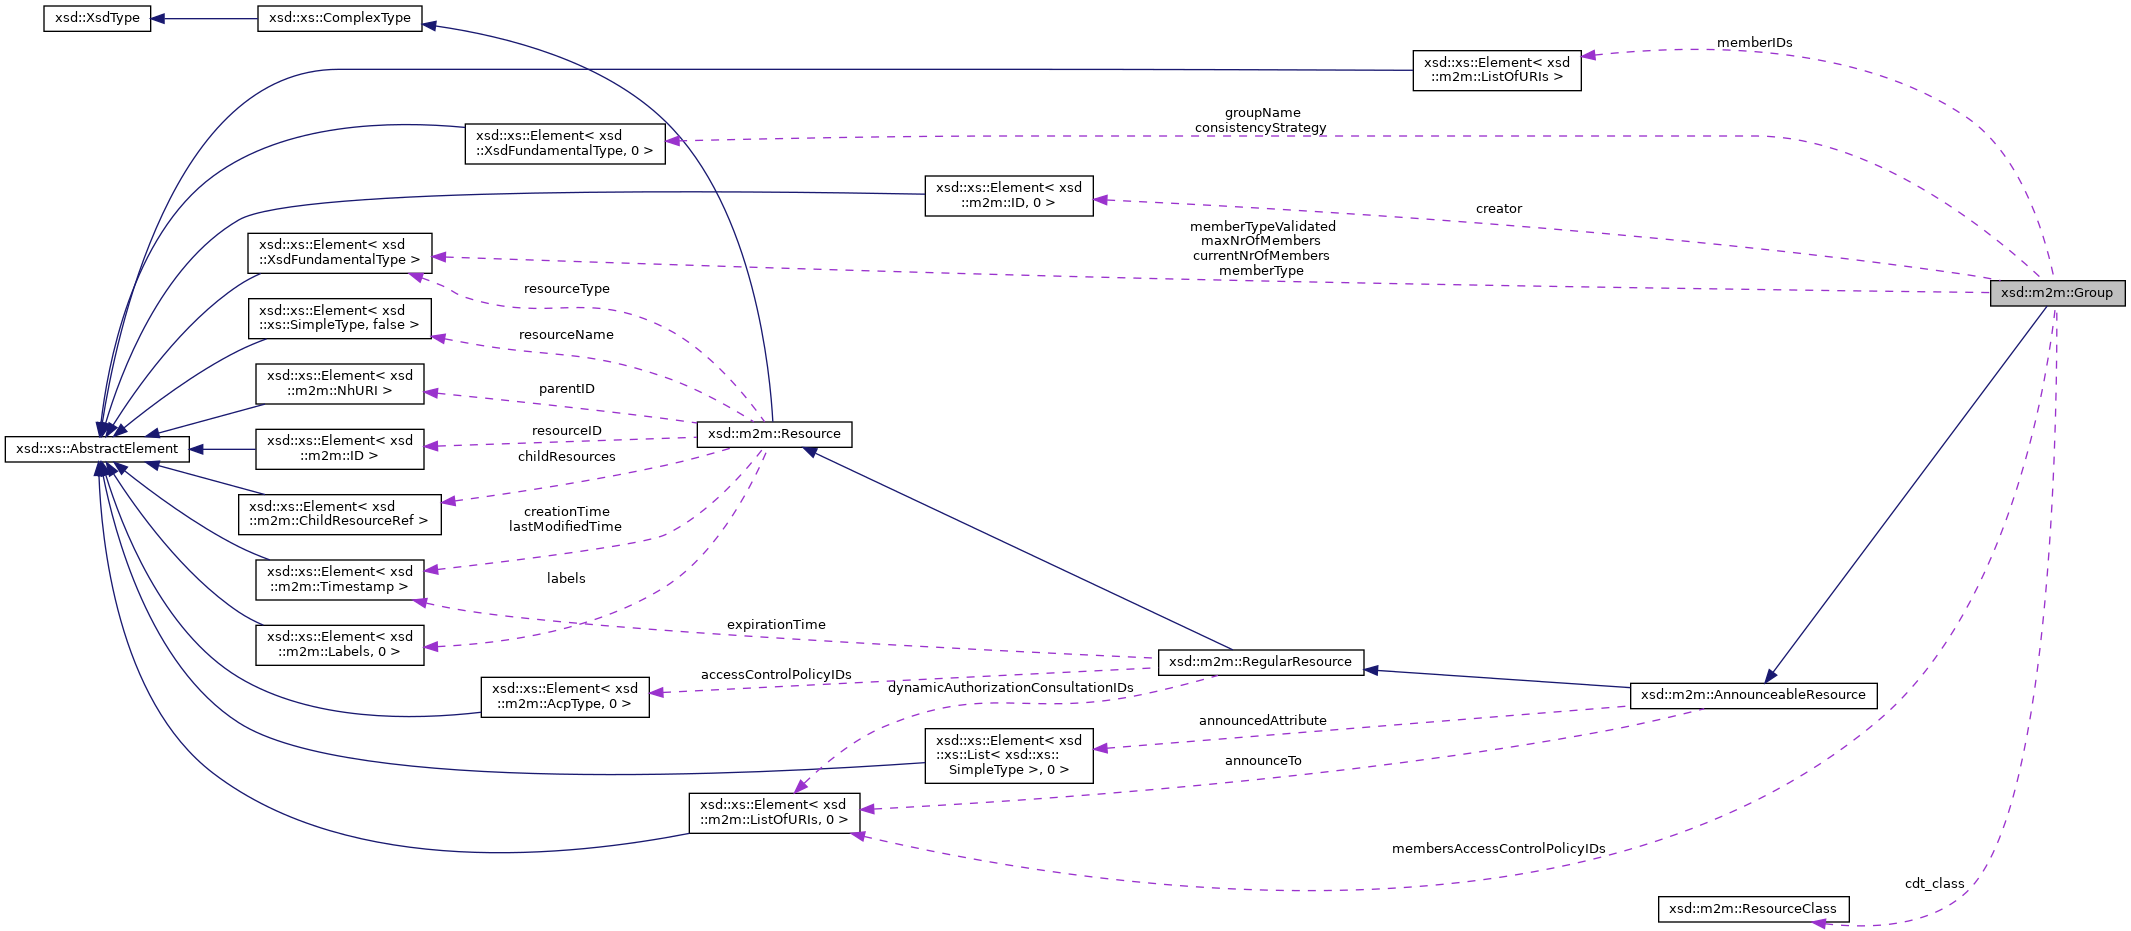 xsd::XsdType
xsd::xs::ComplexType
memberIDs
xsd::xs::Element< xsd
::m2m::ListOfURIs >
groupName
consistencyStrategy
xsd::xs::Element< xsd
::XsdFundamentalType, 0 >
xsd::xs::Element< xsd
::m2m::ID, 0 >
creator
memberTypeValidated
maxNrOfMembers
currentNrOfMembers
memberType
xsd::xs::Element< xsd
::XsdFundamentalType >
resourceType
xsd::m2m::Group
xsd::xs::Element< xsd
::xs::SimpleType, false >
resourceName
xsd::xs::Element< xsd
::m2m::NhURI >
parentID
xsd::m2m::Resource
xsd::xs::AbstractElement
xsd::xs::Element< xsd
::m2m::ID >
resourceID
childResources
xsd::xs::Element< xsd
::m2m::ChildResourceRef >
creationTime
lastModifiedTime
xsd::xs::Element< xsd
::m2m::Timestamp >
labels
expirationTime
xsd::xs::Element< xsd
::m2m::Labels, 0 >
xsd::m2m::RegularResource
accessControlPolicyIDs
dynamicAuthorizationConsultationIDs
xsd::xs::Element< xsd
::m2m::AcpType, 0 >
xsd::m2m::AnnounceableResource
announcedAttribute
xsd::xs::Element< xsd
::xs::List< xsd::xs::
SimpleType >, 0 >
announceTo
xsd::xs::Element< xsd
::m2m::ListOfURIs, 0 >
membersAccessControlPolicyIDs
cdt_class
xsd::m2m::ResourceClass